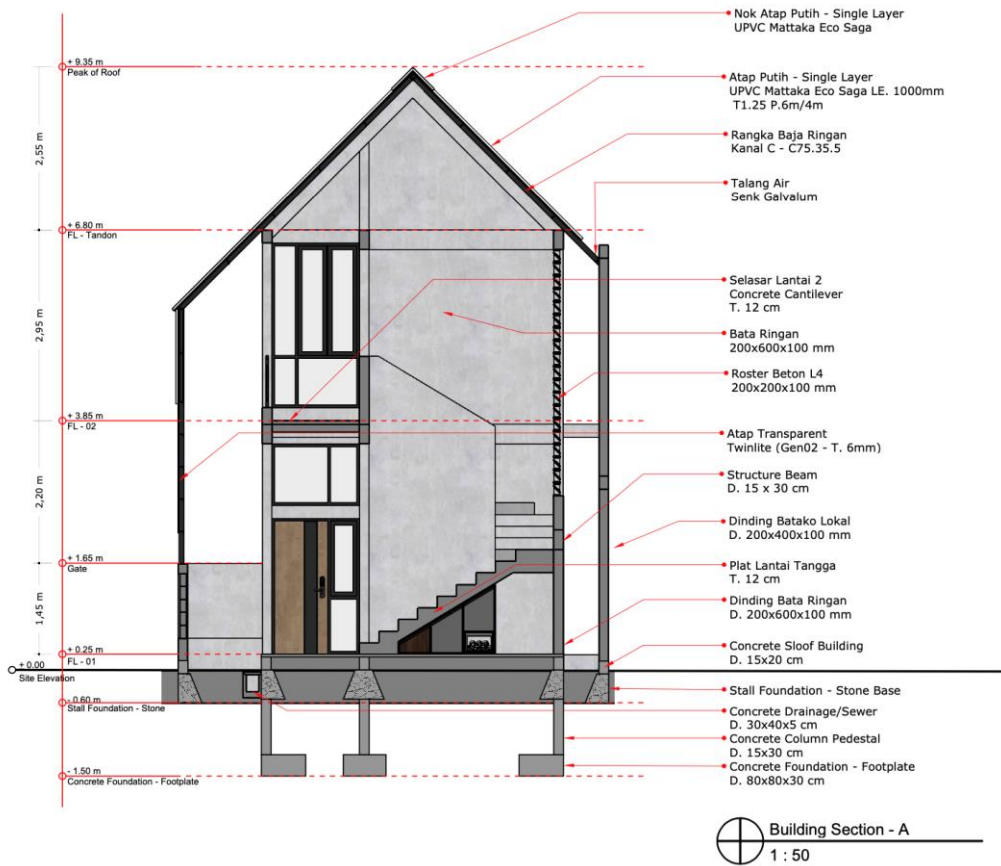 Nok Atap Putih - Single Layer
UPVC Mattaka Eco Saga
+ 9.35 m
Peak of Roof
Atap Putih - Single Layer
UPVC Mattaka Eco Saga LE. 1000mm
T1.25 P.6m/4m
2,55 m
Rangka Baja Ringan
Kanal C - C75.35.5
Talang Air
Senk Galvalum
+ 6.80 m
FL - Tandon
Selasar Lantai 2
Concrete Cantilever
T. 12 cm
2,95 m
Bata Ringan
200x600x100 mm
Roster Beton L4
200x200x100 mm
+ 3.85 m
FL - 02
Atap Transparent
Twinlite (Gen02 - T. 6mm)
Structure Beam
D. 15 x 30 cm
2,20 m
Dinding Batako Lokal
D. 200x400x100 mm
+ 1.65 m
Gate
Plat Lantai Tangga
T. 12 cm
1,45 m
Dinding Bata Ringan
D. 200x600x100 mm
+ 0.25 m
FL - 01
Concrete Sloof Building
D. 15x20 cm
+ 0.00
Site Elevation
Stall Foundation - Stone Base
- 0.60 m
Stall Foundation - Stone
Concrete Drainage/Sewer
D. 30x40x5 cm
Concrete Column Pedestal
D. 15x30 cm
Concrete Foundation - Footplate
D. 80x80x30 cm
- 1.50 m
Concrete Foundation - Footplate
Building Section - A
1 : 50